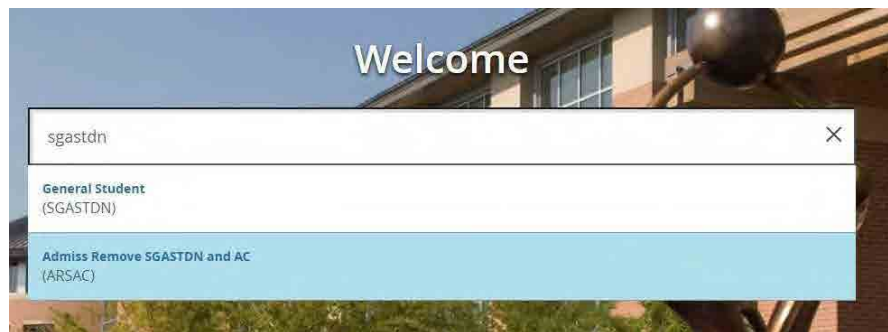 Welcome
sgastdn
General Student
(SGASTDN)
Admiss Remove SGASTDN and AC
(ARSAC)